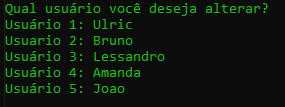 Qual usuário você deseja alterar?
Usuário 1: Ulric
Usuario 2: Bruno
Usuário 3: Lessandro
Usuário 4: Amanda
Usuário 5: Joao